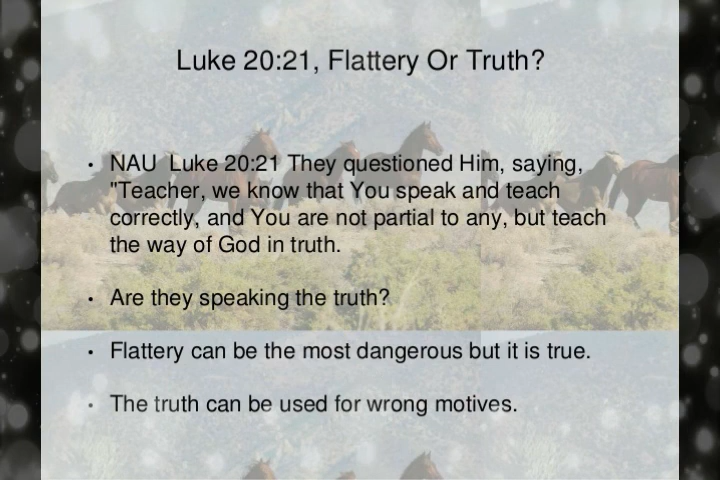 Luke 20:21, Flattery Or Truth?
• NAU Luke 20:21 They questioned Him, saying,
"Teacher, we know that You speak and teach
correctly, and You are not partial to any, but teach
the way of God in truth.
• Are they speaking the truth?
• Flattery can be the most dangerous but it is true.
• The truth can be used for wrong motives.